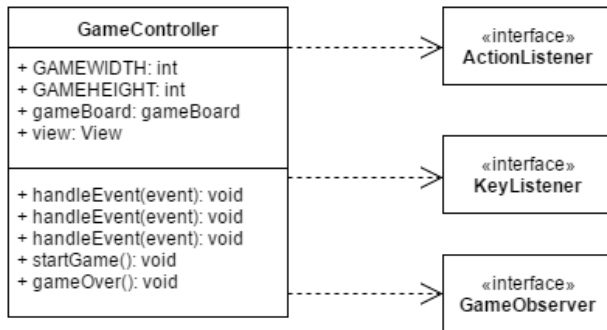 GameController
+ GAMEWIDTH: int
+ GAMEHEIGHT: int
+ gameBoard: gameBoard
+ view: View
+ handleEvent(event): void
+ handleEvent(event): void
+ handleEvent(event): void
+ startGame(): void
+ gameOver(): void
«interface»
ActionListener
«interface»
KeyListener
«interface»
GameObserver